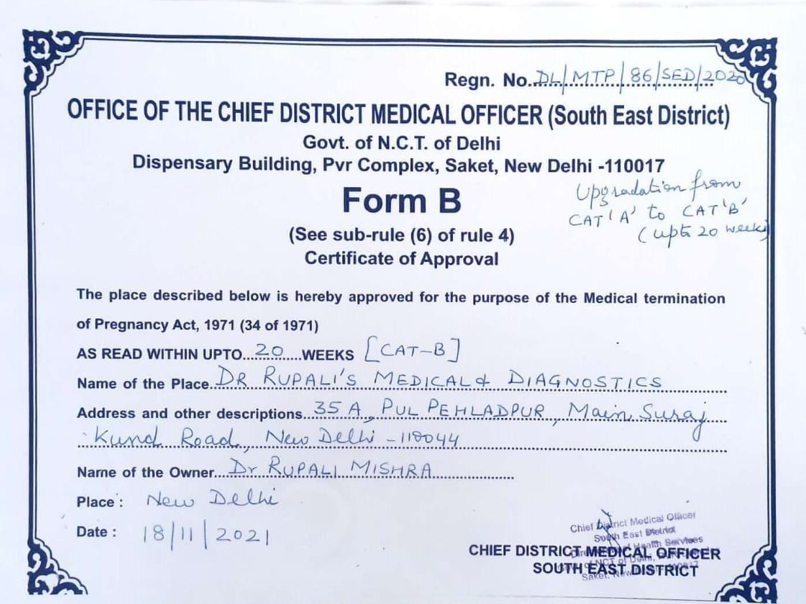 Regn. No. DL/MTP/86/SED/2020
OFFICE OF THE CHIEF DISTRICT MEDICAL OFFICER (South East District)
Govt. of N.C.T. of Delhi
Dispensary Building, Pvr Complex, Saket, New Delhi -110017
Form B
Upgradation from
CAT 'A' to CAT 'B'
(upto 20 weeks)
(See sub-rule (6) of rule 4)
Certificate of Approval
The place described below is hereby approved for the purpose of the Medical termination
of Pregnancy Act, 1971 (34 of 1971)
AS READ WITHIN UPTO...20...WEEKS [CAT-B]
Name of the Place. DR RUPALI'S MEDICAL & DIAGNOSTICS
Address and other descriptions. 35 A, PUL PEHLADPUR, Main Suraj
Kund Road, New Delhi - 110044
Name of the Owner. Dr RUPALI MISHRA
Place : New Delhi
Date : 18/11/2021
Chief District Medical Officer
South East District
CHIEF DISTRICT MEDICAL OFFICER
SOUTH EAST DISTRICT